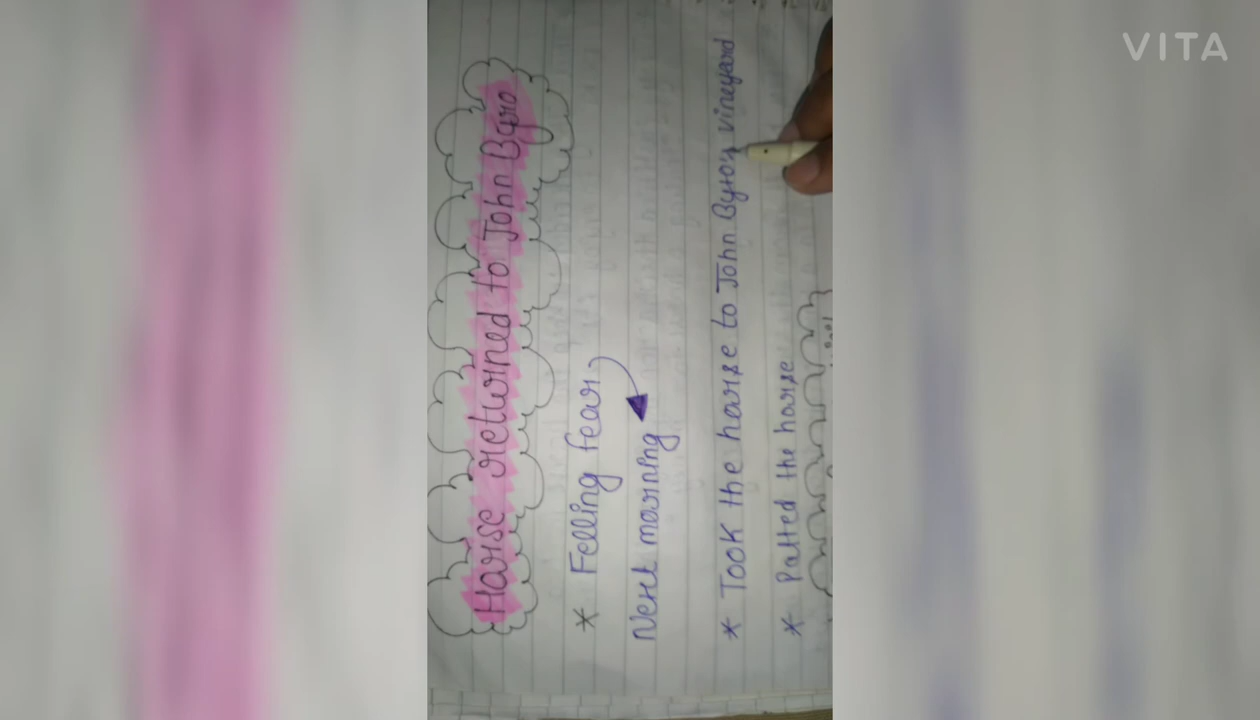 Horse returned to John Byro
* Felling fear
Next morning
* Took the horse to John Byroy vineyard
* Patted the horse
VITA